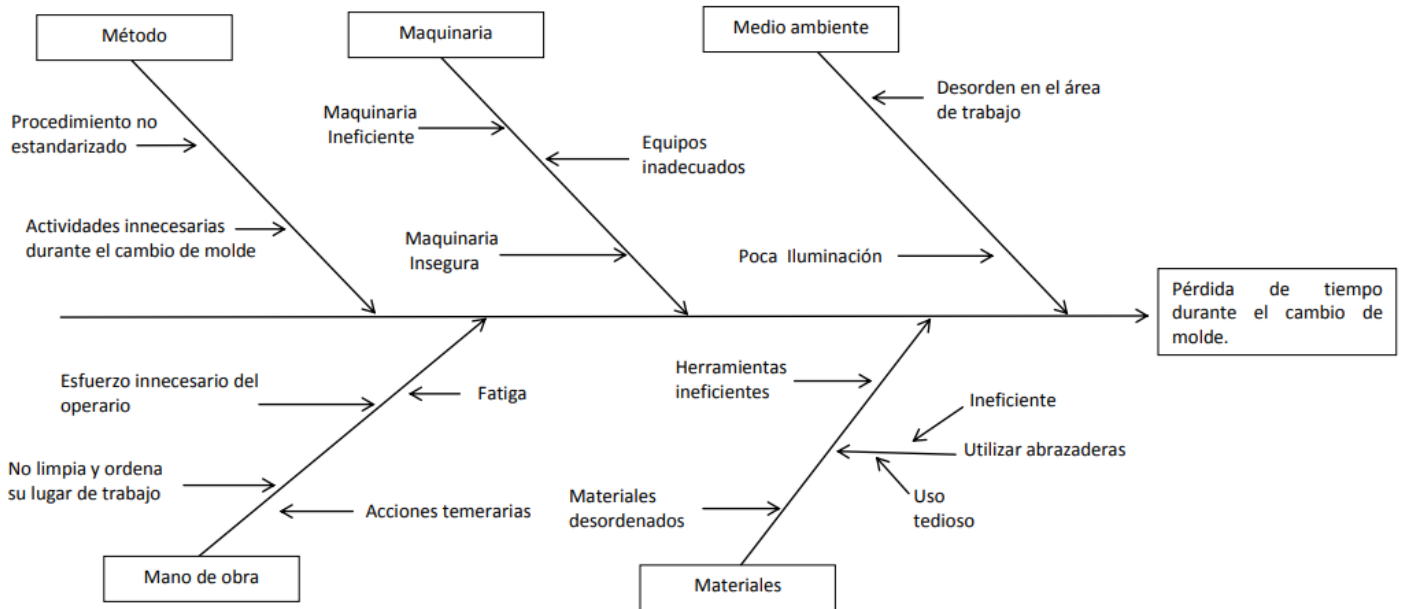 Método
Maquinaria
Medio ambiente
Procedimiento no
estandarizado
Actividades innecesarias
durante el cambio de molde
Maquinaria
Ineficiente
Equipos
inadecuados
Maquinaria
Insegura
Desorden en el área
de trabajo
Poca Iluminación
Pérdida de tiempo
durante el cambio de
molde.
Esfuerzo innecesario del
operario
Fatiga
No limpia y ordena
su lugar de trabajo
Acciones temerarias
Herramientas
ineficientes
Ineficiente
Utilizar abrazaderas
Uso
tedioso
Materiales
desordenados
Mano de obra
Materiales